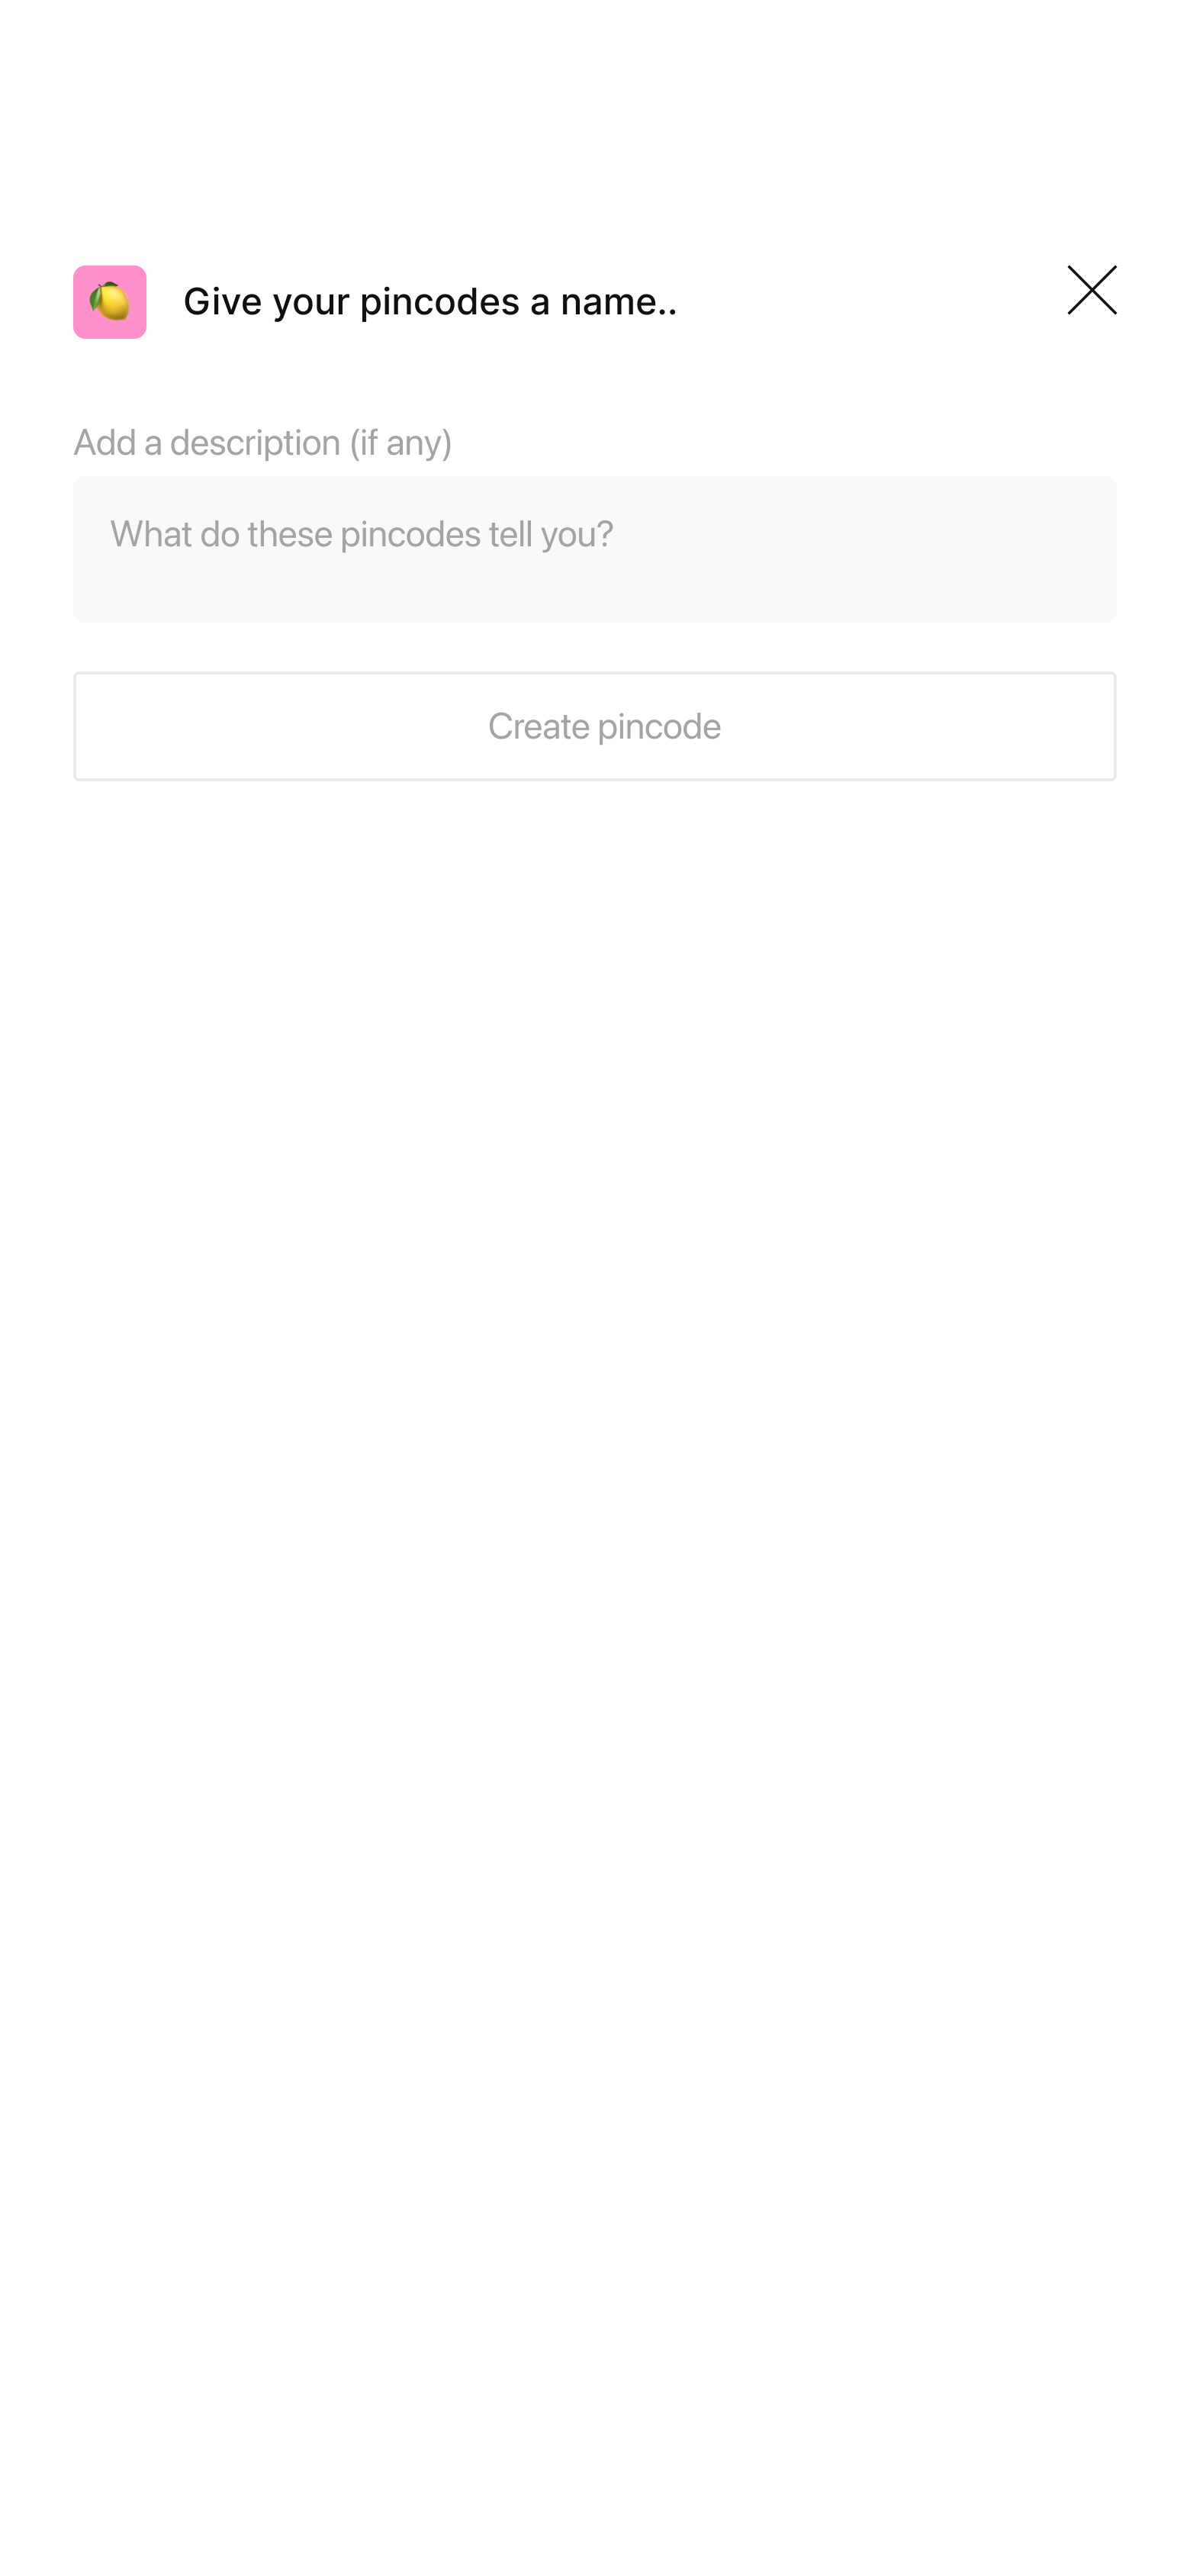 Give your pincodes a name..
Add a description (if any)
What do these pincodes tell you?
Create pincode